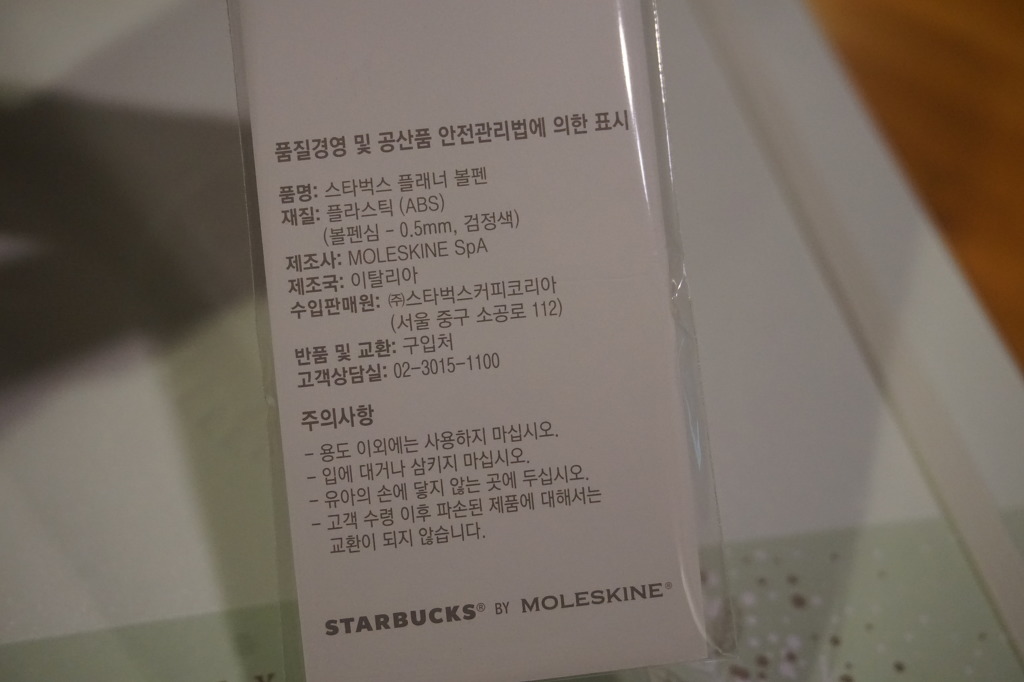 품질경영 및 공산품 안전관리법에 의한 표시
품명: 스타벅스 플래너 볼펜
재질: 플라스틱 (ABS)
(볼펜심 - 0.5mm, 검정색)
제조사: MOLESKINE SpA
제조국: 이탈리아
수입판매원: ㈜스타벅스커피코리아
(서울 중구 소공로 112)
반품 및 교환: 구입처
고객상담실: 02-3015-1100
주의사항
- 용도 이외에는 사용하지 마십시오.
- 입에 대거나 삼키지 마십시오.
- 유아의 손에 닿지 않는 곳에 두십시오.
- 고객 수령 이후 파손된 제품에 대해서는
교환이 되지 않습니다.
STARBUCKS® BY MOLESKINE®